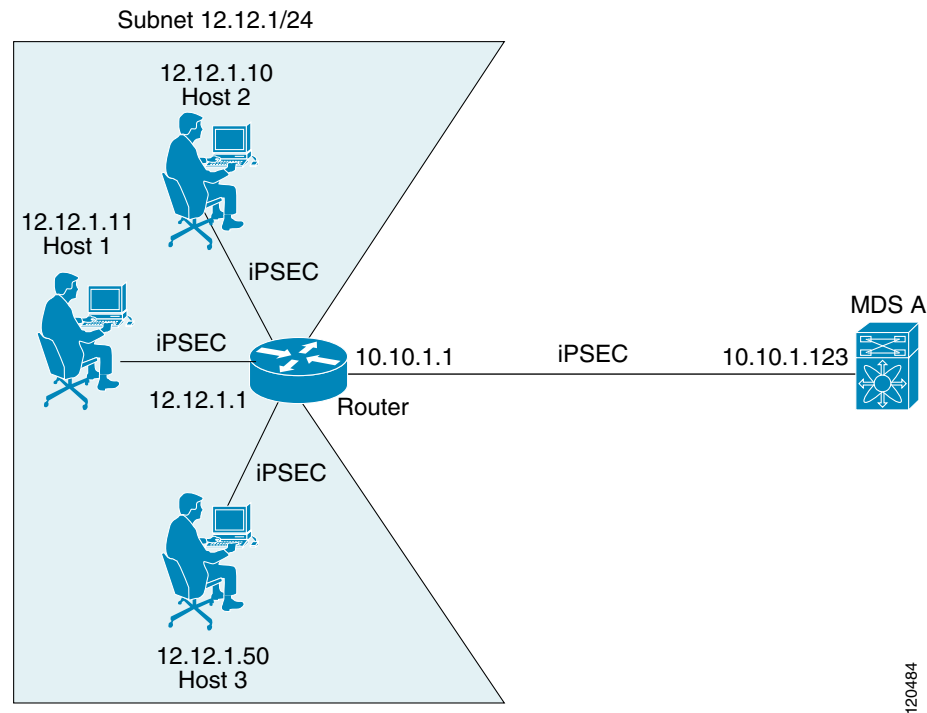 Subnet 12.12.1/24
12.12.1.10
Host 2
12.12.1.11
Host 1
iPSEC
iPSEC
12.12.1.1
10.10.1.1
Router
iPSEC
MDS A
10.10.1.123
iPSEC
12.12.1.50
Host 3
120484